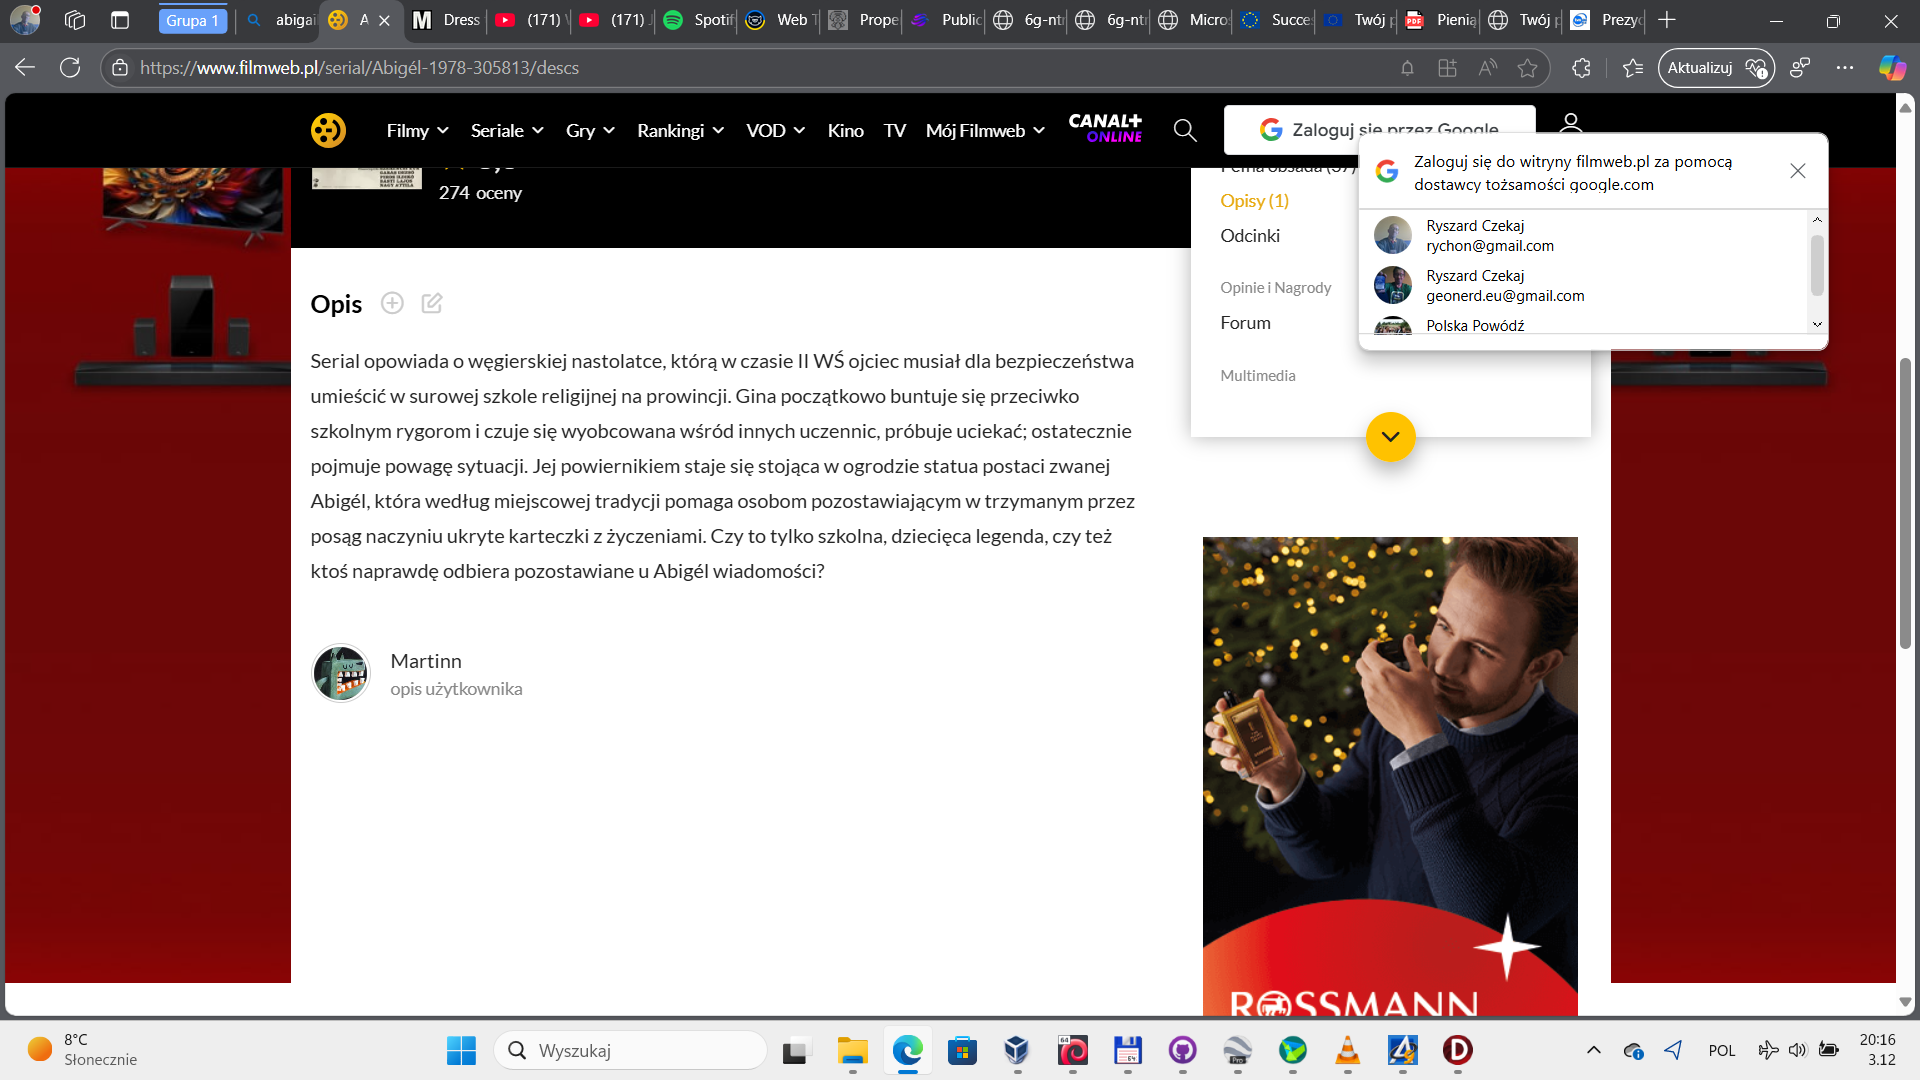 Grupa 1
abigai
A
Dress
(171)
(171)
Spotif
Web T
Prope
Public
6g-ntr
6g-ntr
Micro
Succe
Twój p
Pienią
Twój p
Prezyd
https://www.filmweb.pl/serial/Abigél-1978-305813/descs
Aktualizuj
Filmy
Seriale
Gry
Rankingi
VOD
Kino
TV
Mój Filmweb
CANAL+
ONLINE
Zaloguj się przez Google
Zaloguj się do witryny filmweb.pl za pomocą
dostawcy tożsamości google.com
Ryszard Czekaj
rychon@gmail.com
Ryszard Czekaj
geonerd.eu@gmail.com
Polska Powódź
274 oceny
Pełna obsada (37)
Opisy (1)
Odcinki
Opinie i Nagrody
Forum
Multimedia
Opis
Serial opowiada o węgierskiej nastolatce, którą w czasie II WŚ ojciec musiał dla bezpieczeństwa
umieścić w surowej szkole religijnej na prowincji. Gina początkowo buntuje się przeciwko
szkolnym rygorom i czuje się wyobcowana wśród innych uczennic, próbuje uciekać; ostatecznie
pojmuje powagę sytuacji. Jej powiernikiem staje się stojąca w ogrodzie statua postaci zwanej
Abigél, która według miejscowej tradycji pomaga osobom pozostawiającym w trzymanym przez
posąg naczyniu ukryte karteczki z życzeniami. Czy to tylko szkolna, dziecięca legenda, czy też
ktoś naprawdę odbiera pozostawiane u Abigél wiadomości?
Martinn
opis użytkownika
ROSSMANN
8°C
Słonecznie
Wyszukaj
POL
20:16
3.12